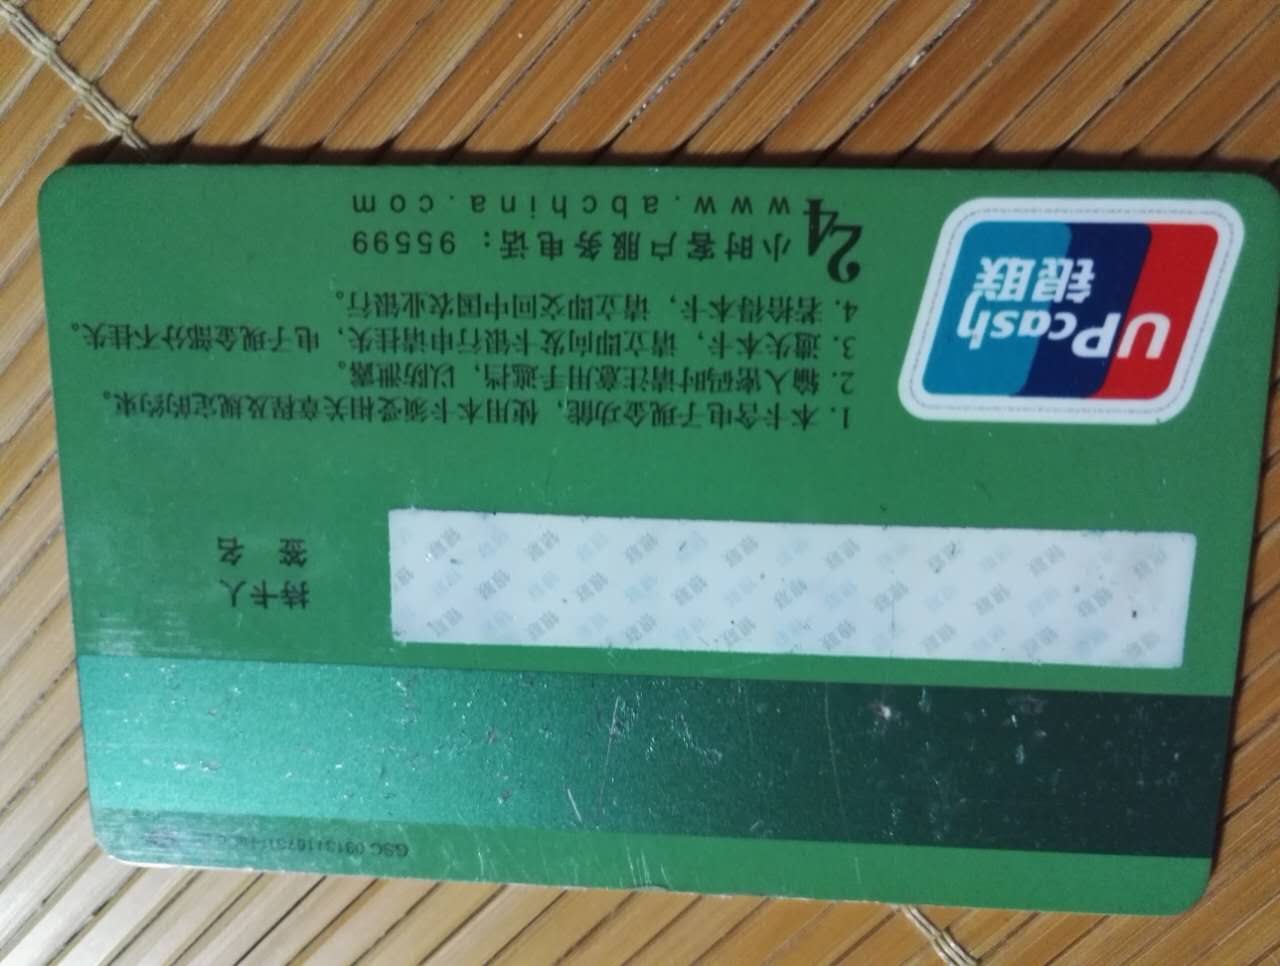 持卡人
签 名
1. 本卡含电子现金功能，使用本卡须受相关章程及规定的约束。
2. 输入密码时请注意用手遮挡，以防泄露。
3. 遗失本卡，请立即向发卡银行申请挂失，电子现金部分不挂失。
4. 若拾得本卡，请立即交回中国农业银行。
24小时客户服务电话：95599
www.abchina.com
UPcash
银联